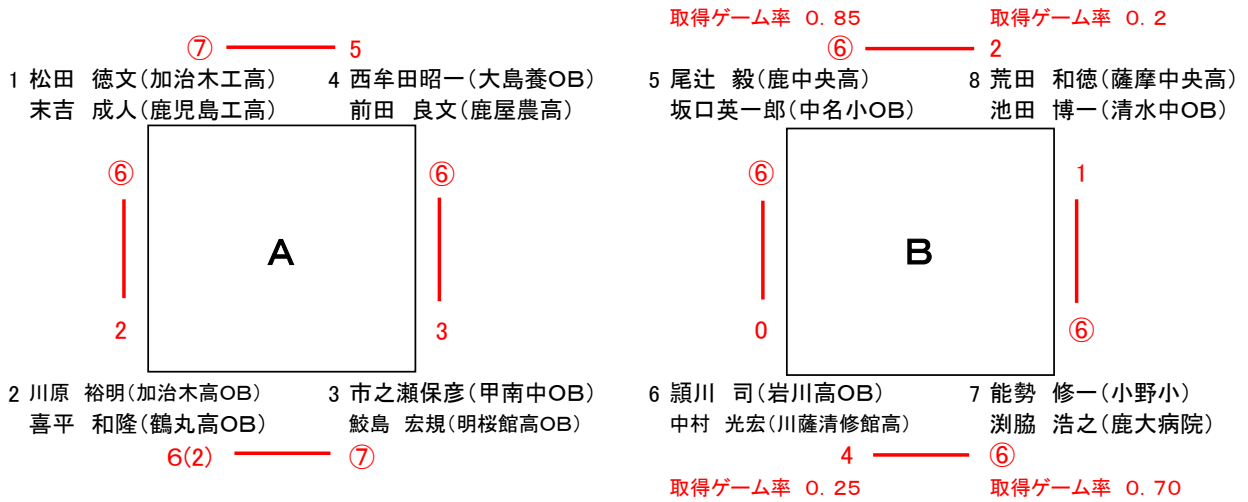 取得ゲーム率 0.85 取得ゲーム率 0.2
⑦ 5 ⑥ 2
1 松田 徳文(加治木工高) 4 西牟田昭一(大島養OB) 5 尾辻 毅(鹿中央高) 8 荒田 和徳(薩摩中央高)
末吉 成人(鹿児島工高) 前田 良文(鹿屋農高) 坂口英一郎(中名小OB) 池田 博一(清水中OB)
⑥ ⑥ ⑥ 1
A B
2 3 0 ⑥
2 川原 裕明(加治木高OB) 3 市之瀬保彦(甲南中OB) 6 頴川 司(岩川高OB) 7 能勢 修一(小野小)
喜平 和隆(鶴丸高OB) 鮫島 宏規(明桜館高OB) 中村 光宏(川薩清修館高) 渕脇 浩之(鹿大病院)
6(2) ⑦ 4 ⑥
取得ゲーム率 0.25 取得ゲーム率 0.70